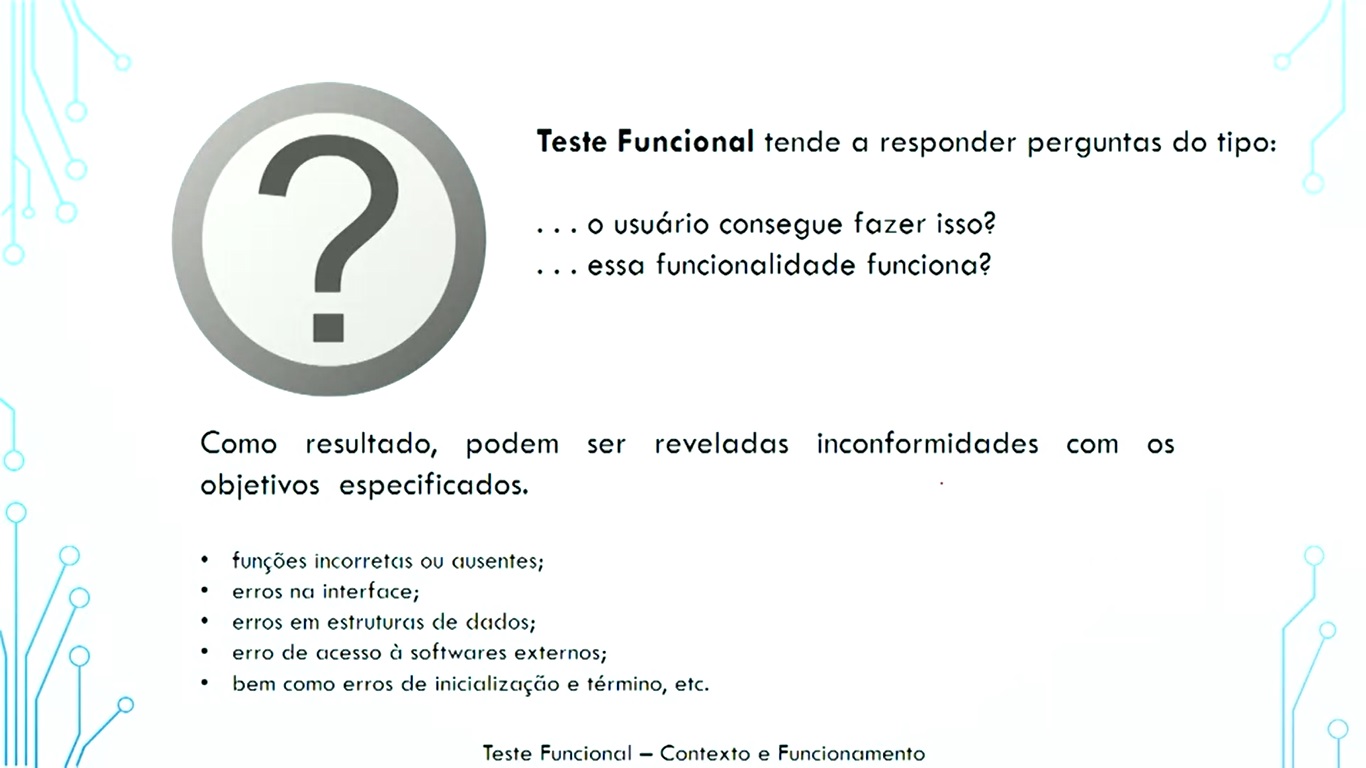 Teste Funcional tende a responder perguntas do tipo:
. . . o usuário consegue fazer isso?
. . . essa funcionalidade funciona?
Como resultado, podem ser reveladas inconformidades com os
objetivos especificados.
• funções incorretas ou ausentes;
• erros na interface;
• erros em estruturas de dados;
• erro de acesso à softwares externos;
• bem como erros de inicialização e término, etc.
Teste Funcional – Contexto e Funcionamento